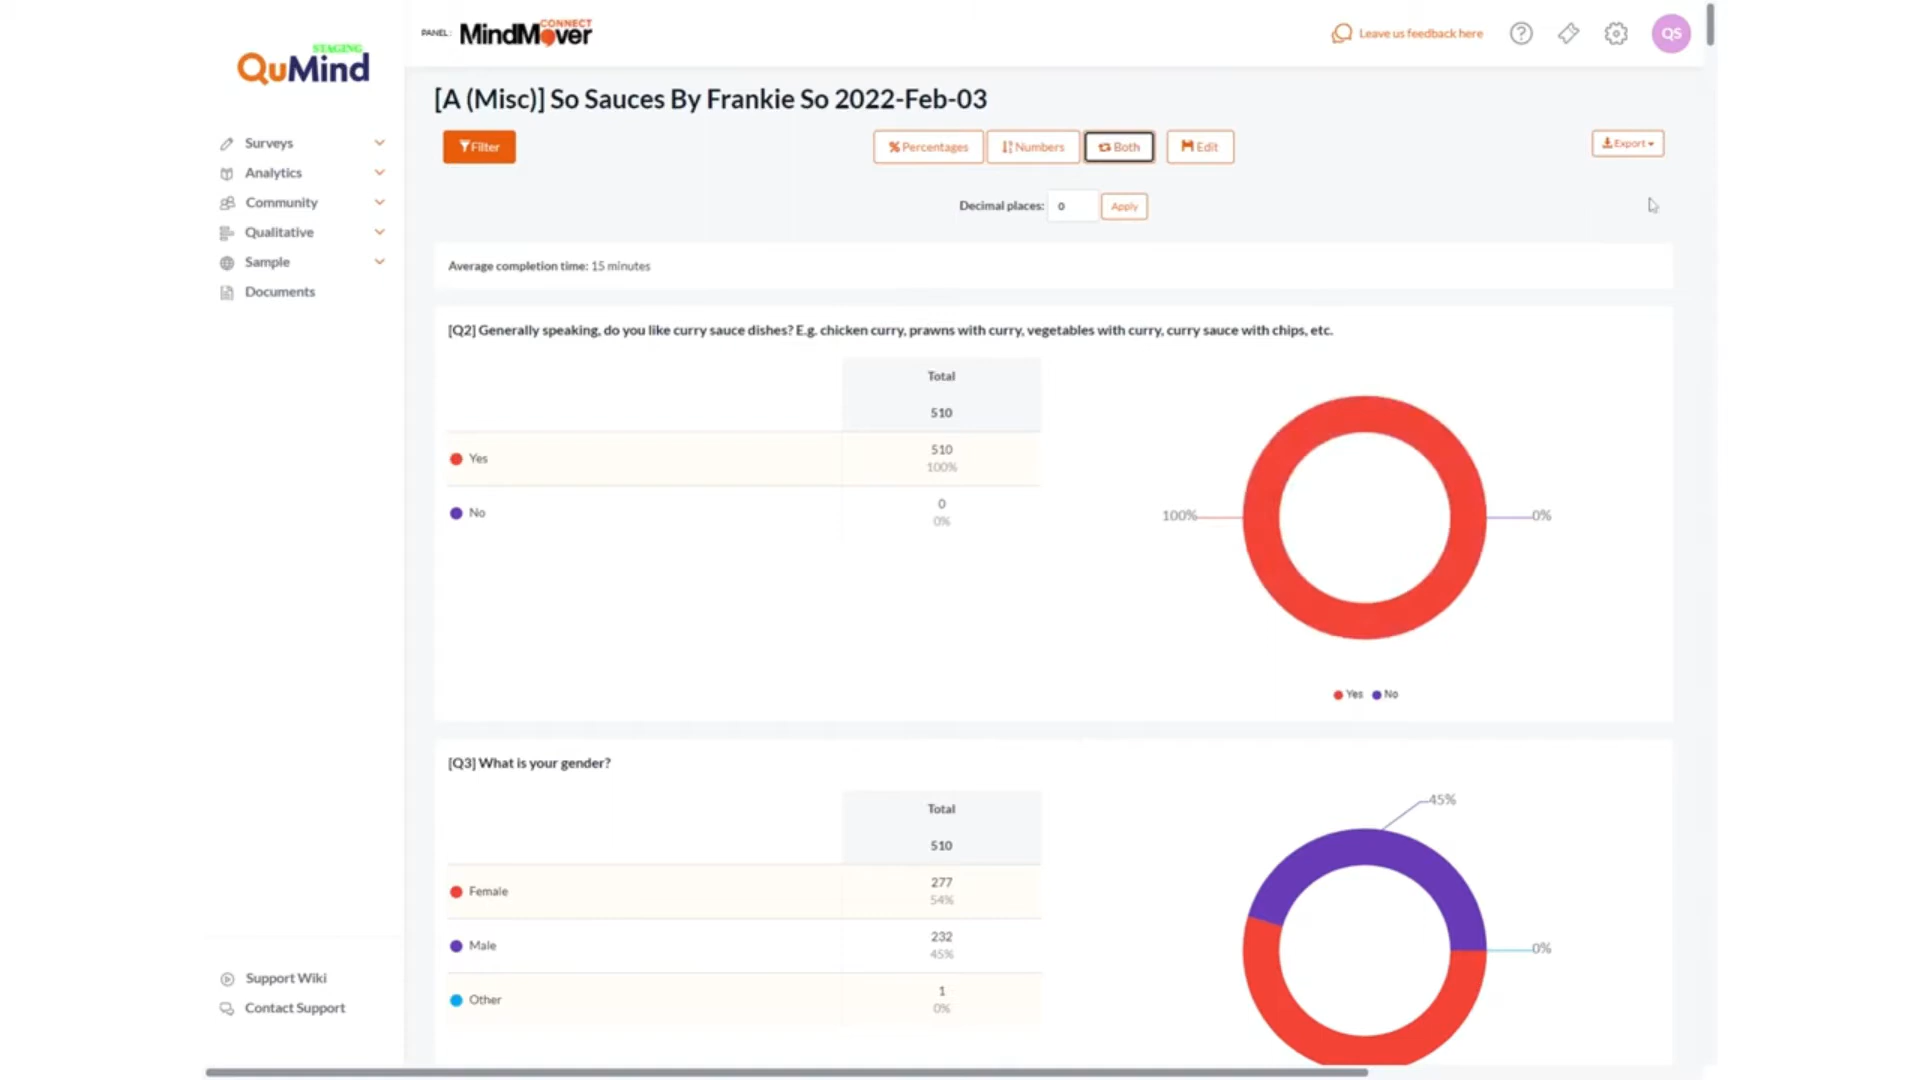 STAGING
QuMind
Surveys
Analytics
Community
Qualitative
Sample
Documents
Support Wiki
Contact Support
PANEL: MindMover CONNECT
Leave us feedback here
?
QS
[A (Misc)] So Sauces By Frankie So 2022-Feb-03
Filter
% Percentages
Numbers
Both
Edit
Export
Decimal places: 0 Apply
Average completion time: 15 minutes
[Q2] Generally speaking, do you like curry sauce dishes? E.g. chicken curry, prawns with curry, vegetables with curry, curry sauce with chips, etc.
Total
510
Yes 510
100%
No 0
0%
100%
0%
Yes No
[Q3] What is your gender?
Total
510
Female 277
54%
Male 232
45%
Other 1
0%
45%
0%